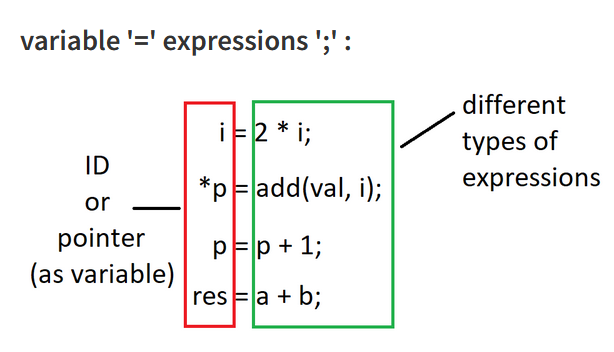 variable '=' expressions ';' :
different
types of
expressions
i = 2 * i;
ID
or
pointer
(as variable)
*p = add(val, i);
p = p + 1;
res = a + b;